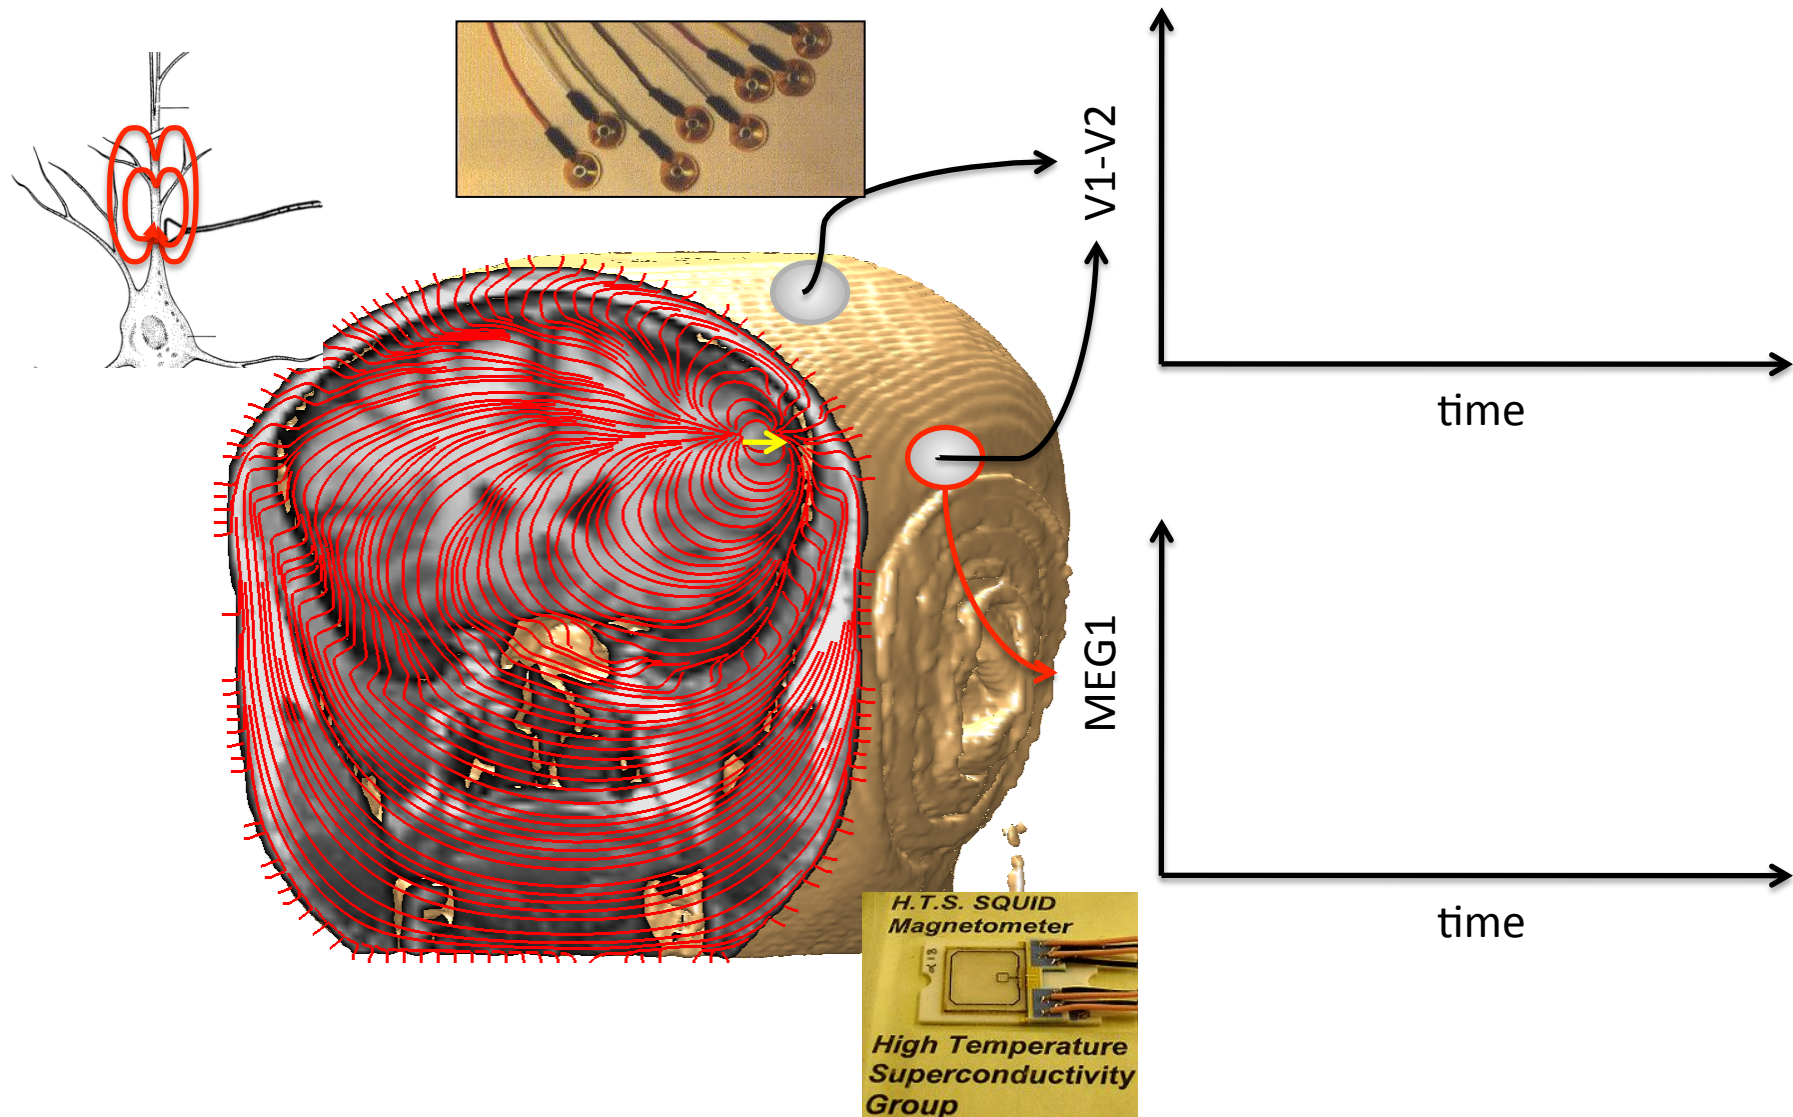 V1-V2
time
MEG1
time
H.T.S. SQUID
Magnetometer
High Temperature
Superconductivity
Group